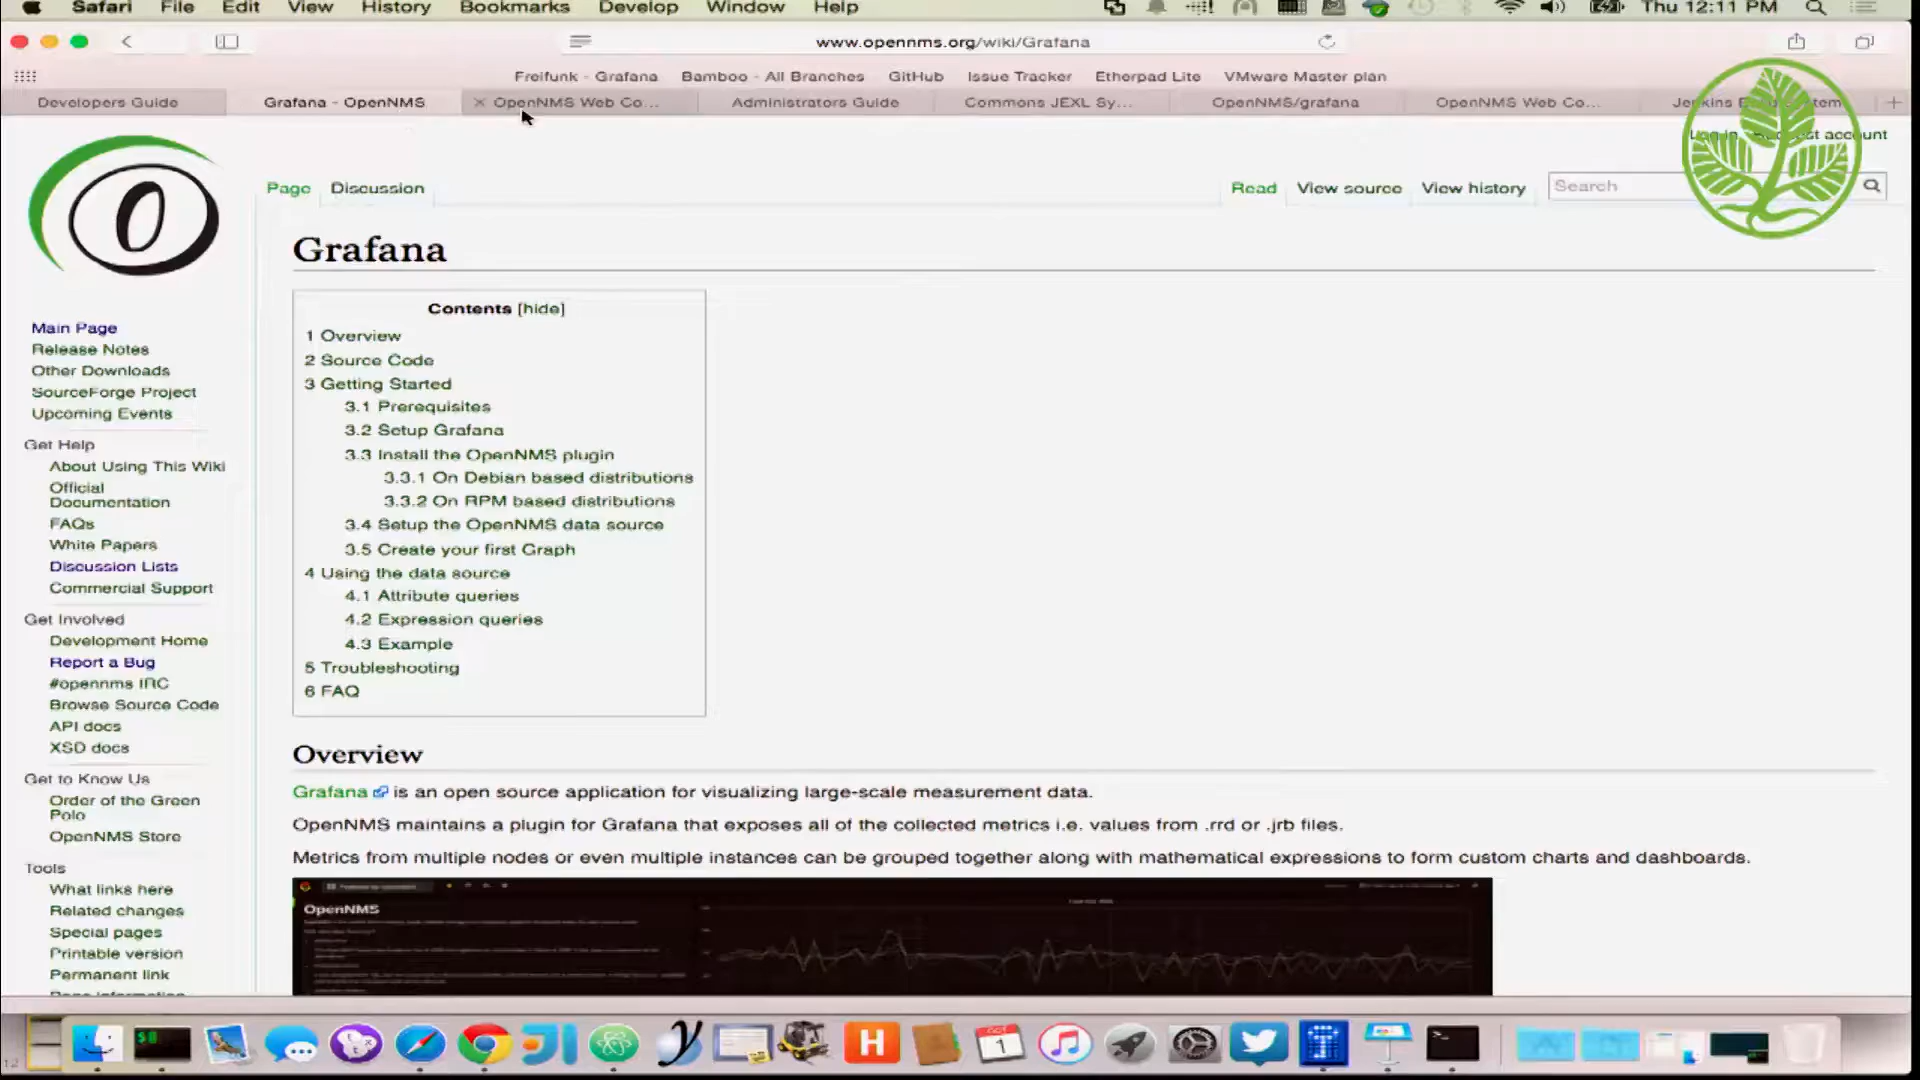 Safari File Edit View History Bookmarks Develop Window Help Thu 12:11 PM
www.opennms.org/wiki/Grafana
Freifunk - Grafana Bamboo - All Branches GitHub Issue Tracker Etherpad Lite VMware Master plan
Developers Guide Grafana - OpenNMS OpenNMS Web Co... Administrators Guide Commons JEXL Sy... OpenNMS/grafana OpenNMS Web Co... Jenkins
Log in account
Page Discussion Read View source View history Search
Grafana
Contents [hide]
1 Overview
2 Source Code
3 Getting Started
3.1 Prerequisites
3.2 Setup Grafana
3.3 Install the OpenNMS plugin
3.3.1 On Debian based distributions
3.3.2 On RPM based distributions
3.4 Setup the OpenNMS data source
3.5 Create your first Graph
4 Using the data source
4.1 Attribute queries
4.2 Expression queries
4.3 Example
5 Troubleshooting
6 FAQ
Main Page
Release Notes
Other Downloads
SourceForge Project
Upcoming Events
Get Help
About Using This Wiki
Official
Documentation
FAQs
White Papers
Discussion Lists
Commercial Support
Get Involved
Development Home
Report a Bug
#opennms IRC
Browse Source Code
API docs
XSD docs
Get to Know Us
Order of the Green
Polo
OpenNMS Store
Tools
What links here
Related changes
Special pages
Printable version
Permanent link
Overview
Grafana is an open source application for visualizing large-scale measurement data.
OpenNMS maintains a plugin for Grafana that exposes all of the collected metrics i.e. values from .rrd or .jrb files.
Metrics from multiple nodes or even multiple instances can be grouped together along with mathematical expressions to form custom charts and dashboards.
OpenNMS